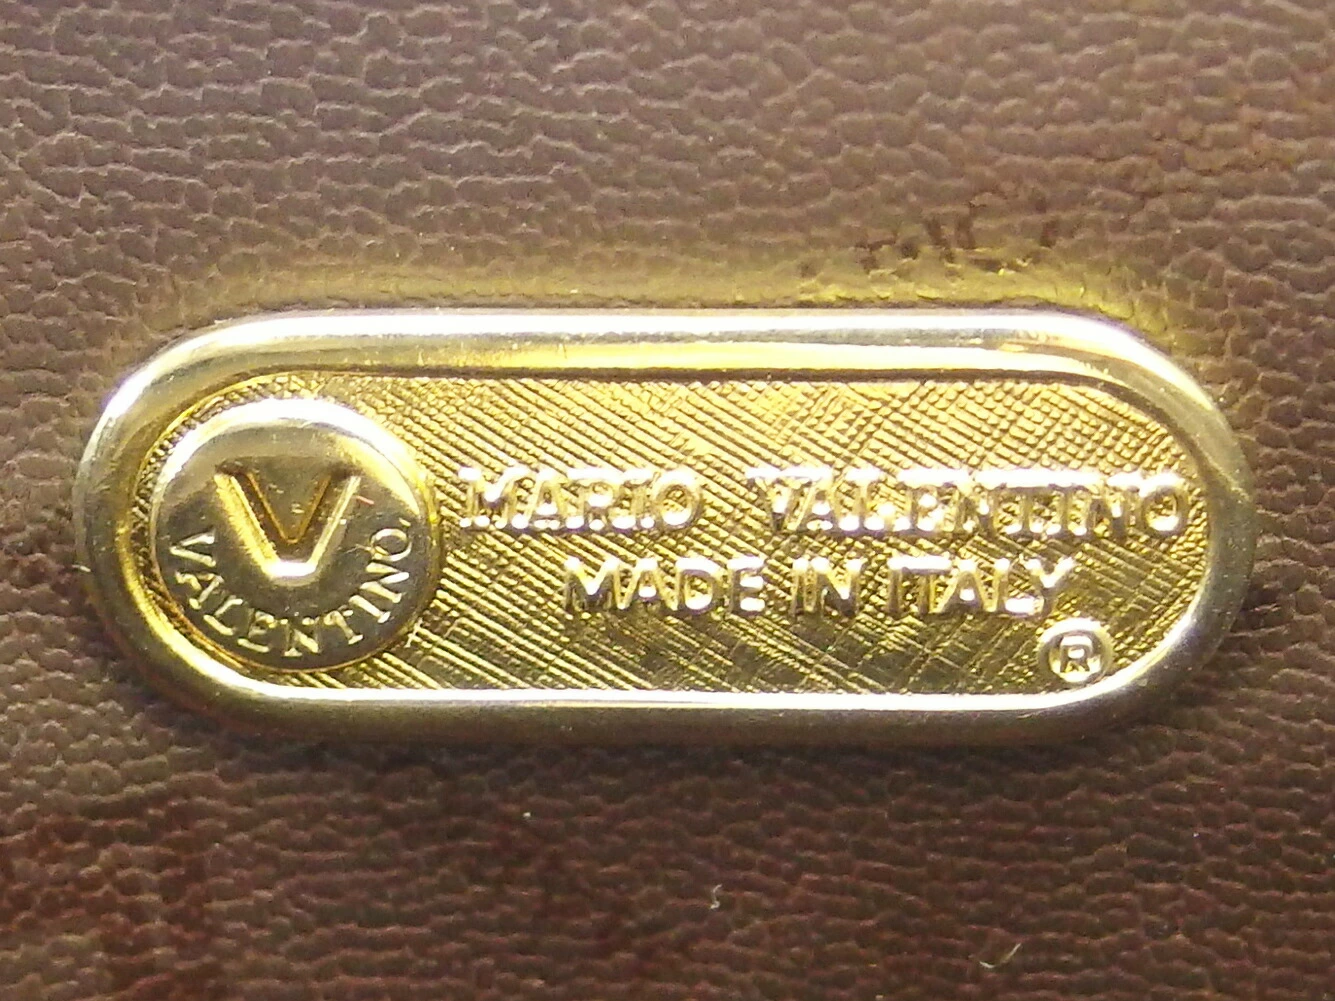 V
VALENTINO
MARIO VALENTINO
MADE IN ITALY
®